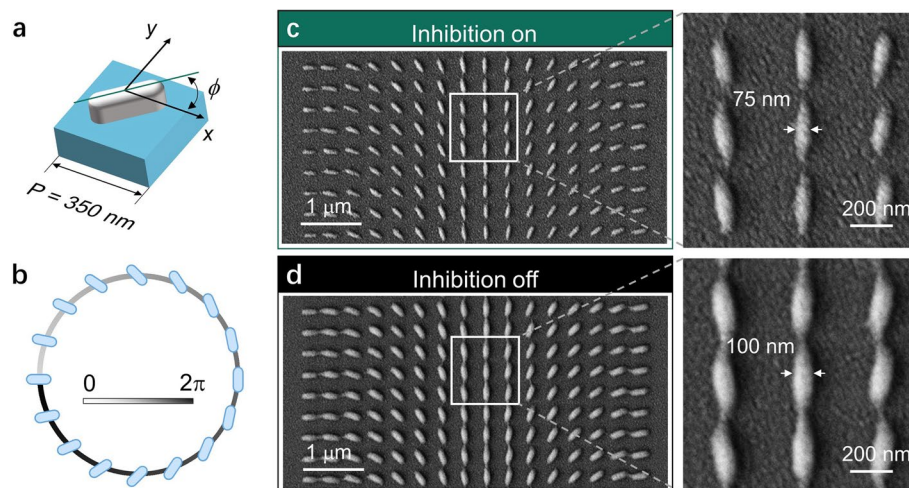 a
y
ϕ
x
P = 350 nm
b
0 2π
c
Inhibition on
1 μm
75 nm
200 nm
d
Inhibition off
1 μm
100 nm
200 nm